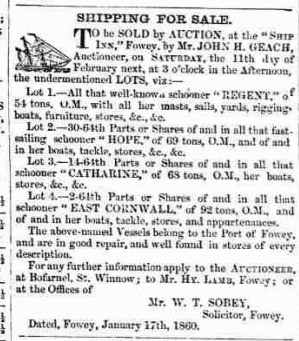 SHIPPING FOR SALE.
TO be SOLD by AUCTION, at the "SHIP
INN," Fowey, by Mr. JOHN H. GEACH,
Auctioneer, on SATURDAY, the 11th day of
February next, at 3 o'clock in the Afternoon,
the undermentioned LOTS, viz:—
Lot 1.—All that well-known schooner "REGENT," of
54 tons, O.M., with all her masts, sails, yards, rigging,
boats, furniture, stores, &c., &c.
Lot 2.—30-64th Parts or Shares of and in all that fast-
sailing schooner "HOPE," of 69 tons, O.M., and of and
in her boats, tackle, stores, &c., &c.
Lot 3.—14-64th Parts or Shares of and in all that
schooner "CATHARINE," of 68 tons, O.M., her boats,
stores, &c., &c.
Lot 4.—2-64th Parts or Shares of and in all that
schooner "EAST CORNWALL," of 92 tons, O.M., and
of and in her boats, tackle, stores, and appurtenances.
The above-named Vessels belong to the Port of Fowey,
and are in good repair, and well found in stores of every
description.
For any further information apply to the AUCTIONEER,
at Bofarnel, St. Winnow; to Mr. HY. LAMB, Fowey; or
at the Offices of
Mr. W. T. SOBEY,
Solicitor, Fowey.
Dated, Fowey, January 17th, 1860.